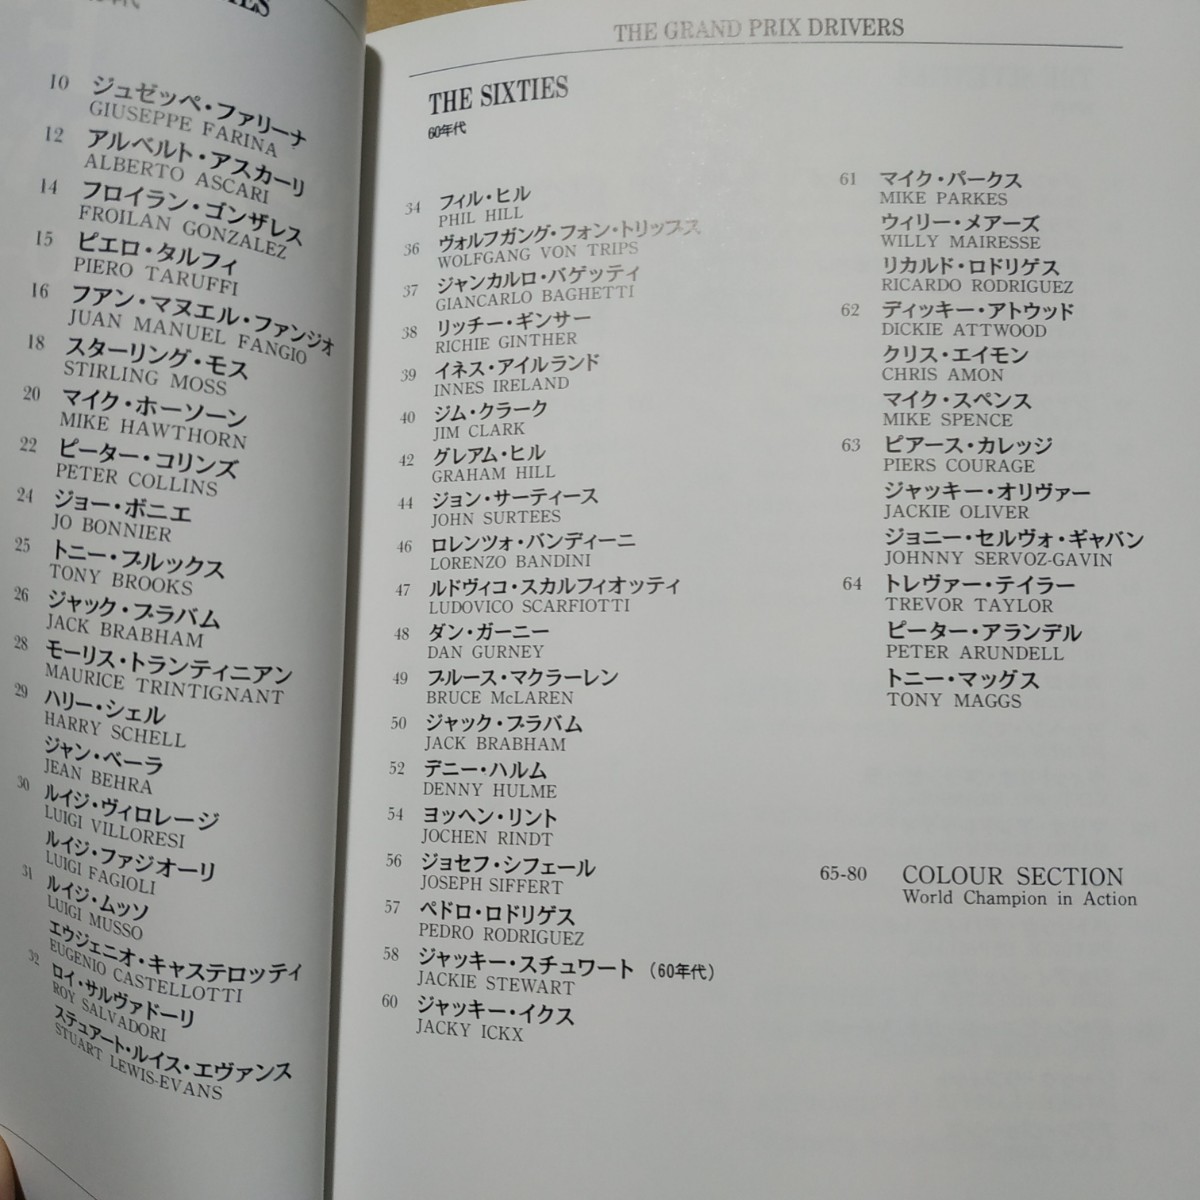 10 ジュゼッペ・ファリーナ
GIUSEPPE FARINA
12 アルベルト・アスカーリ
ALBERTO ASCARI
14 フロイラン・ゴンザレス
FROILAN GONZALEZ
15 ピエロ・タルフィ
PIERO TARUFFI
16 フアン・マヌエル・ファンジオ
JUAN MANUEL FANGIO
18 スターリング・モス
STIRLING MOSS
20 マイク・ホーソーン
MIKE HAWTHORN
22 ピーター・コリンズ
PETER COLLINS
24 ジョー・ボニエ
JO BONNIER
25 トニー・ブルックス
TONY BROOKS
26 ジャック・ブラバム
JACK BRABHAM
28 モーリス・トランティニアン
MAURICE TRINTIGNANT
29 ハリー・シェル
HARRY SCHELL
ジャン・ベーラ
JEAN BEHRA
30 ルイジ・ヴィロレージ
LUIGI VILLORESI
ルイジ・ファジオーリ
LUIGI FAGIOLI
31 ルイジ・ムッソ
LUIGI MUSSO
エウジェニオ・キャステロッティ
EUGENIO CASTELLOTTI
32 ロイ・サルヴァドーリ
ROY SALVADORI
ステュアート・ルイス・エヴァンス
STUART LEWIS-EVANS
THE GRAND PRIX DRIVERS
THE SIXTIES
60年代
34 フィル・ヒル
PHIL HILL
36 ヴォルフガング・フォン・トリップス
WOLFGANG VON TRIPS
37 ジャンカルロ・バゲッティ
GIANCARLO BAGHETTI
38 リッチー・ギンサー
RICHIE GINTHER
39 イネス・アイルランド
INNES IRELAND
40 ジム・クラーク
JIM CLARK
42 グレアム・ヒル
GRAHAM HILL
44 ジョン・サーティース
JOHN SURTEES
46 ロレンツォ・バンディーニ
LORENZO BANDINI
47 ルドヴィコ・スカルフィオッティ
LUDOVICO SCARFIOTTI
48 ダン・ガーニー
DAN GURNEY
49 ブルース・マクラーレン
BRUCE McLAREN
50 ジャック・ブラバム
JACK BRABHAM
52 デニー・ハルム
DENNY HULME
54 ヨッヘン・リント
JOCHEN RINDT
56 ジョセフ・シフェール
JOSEPH SIFFERT
57 ペドロ・ロドリゲス
PEDRO RODRIGUEZ
58 ジャッキー・スチュワート（60年代）
JACKIE STEWART
60 ジャッキー・イクス
JACKY ICKX
61 マイク・パークス
MIKE PARKES
ウィリー・メアーズ
WILLY MAIRESSE
リカルド・ロドリゲス
RICARDO RODRIGUEZ
62 ディッキー・アトウッド
DICKIE ATTWOOD
クリス・エイモン
CHRIS AMON
マイク・スペンス
MIKE SPENCE
63 ピアース・カレッジ
PIERS COURAGE
ジャッキー・オリヴァー
JACKIE OLIVER
ジョニー・セルヴォ・ギャバン
JOHNNY SERVOZ-GAVIN
64 トレヴァー・テイラー
TREVOR TAYLOR
ピーター・アランデル
PETER ARUNDELL
トニー・マッグス
TONY MAGGS
65-80 COLOUR SECTION
World Champion in Action